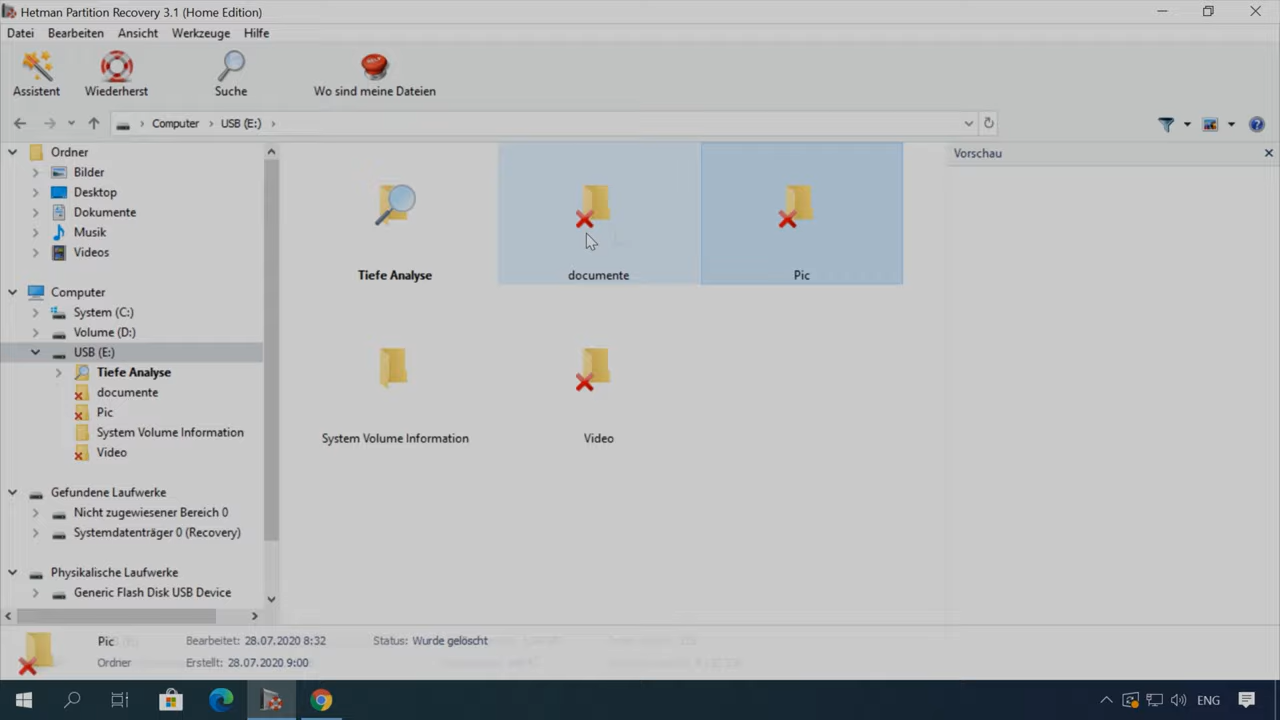 Hetman Partition Recovery 3.1 (Home Edition)
Datei Bearbeiten Ansicht Werkzeuge Hilfe
Assistent Wiederherst Suche Wo sind meine Dateien
Computer USB (E:)
Ordner
Bilder
Desktop
Dokumente
Musik
Videos
Computer
System (C:)
Volume (D:)
USB (E:)
Tiefe Analyse
documente
Pic
System Volume Information
Video
Gefundene Laufwerke
Nicht zugewiesener Bereich 0
Systemdatenträger 0 (Recovery)
Physikalische Laufwerke
Generic Flash Disk USB Device
Tiefe Analyse documente Pic
System Volume Information Video
Vorschau
Pic Bearbeitet: 28.07.2020 8:32 Status: Wurde gelöscht
Ordner Erstellt: 28.07.2020 9:00
ENG